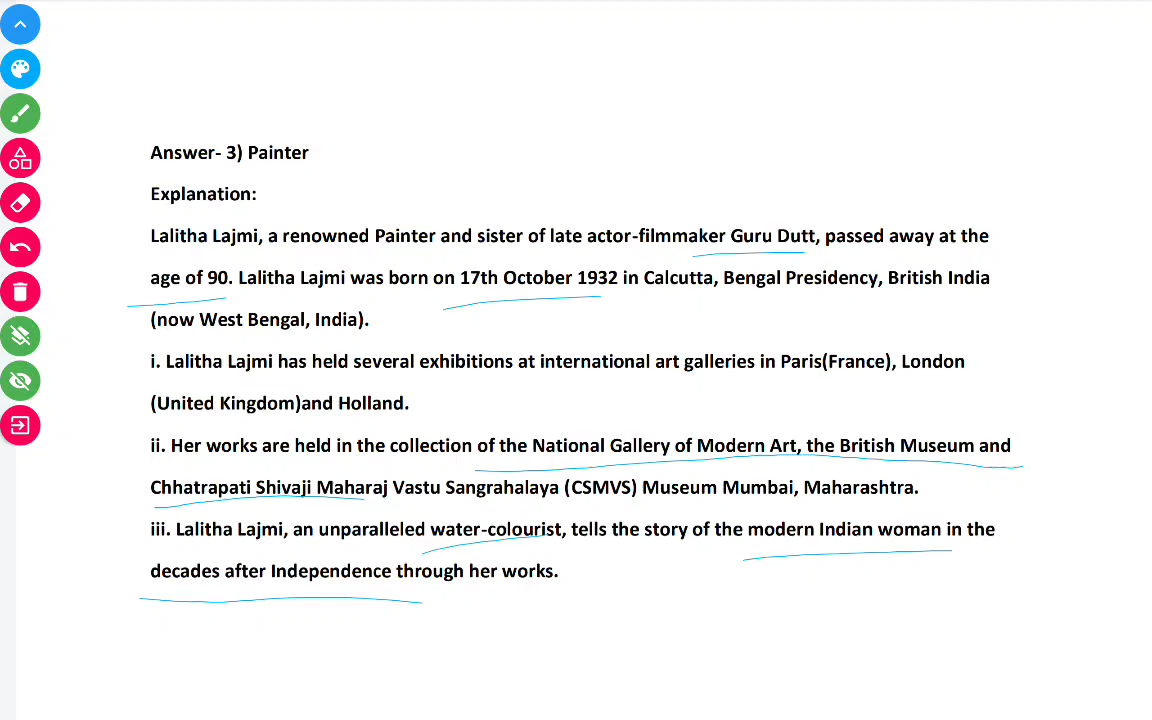 Answer- 3) Painter
Explanation:
Lalitha Lajmi, a renowned Painter and sister of late actor-filmmaker Guru Dutt, passed away at the
age of 90. Lalitha Lajmi was born on 17th October 1932 in Calcutta, Bengal Presidency, British India
(now West Bengal, India).
i. Lalitha Lajmi has held several exhibitions at international art galleries in Paris(France), London
(United Kingdom)and Holland.
ii. Her works are held in the collection of the National Gallery of Modern Art, the British Museum and
Chhatrapati Shivaji Maharaj Vastu Sangrahalaya (CSMVS) Museum Mumbai, Maharashtra.
iii. Lalitha Lajmi, an unparalleled water-colourist, tells the story of the modern Indian woman in the
decades after Independence through her works.